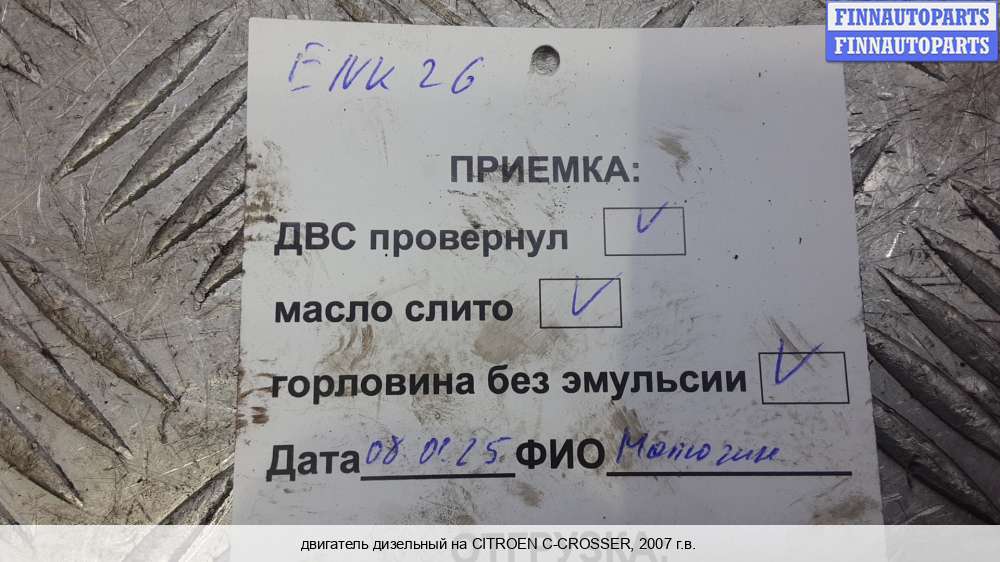 FINNAUTOPARTS
FINNAUTOPARTS
ENK 26
ПРИЕМКА:
ДВС провернул
масло слито
горловина без эмульсии
Дата 08 01 25 ФИО
ОТГРУЗКА:
двигатель дизельный на CITROEN C-CROSSER, 2007 г.в.